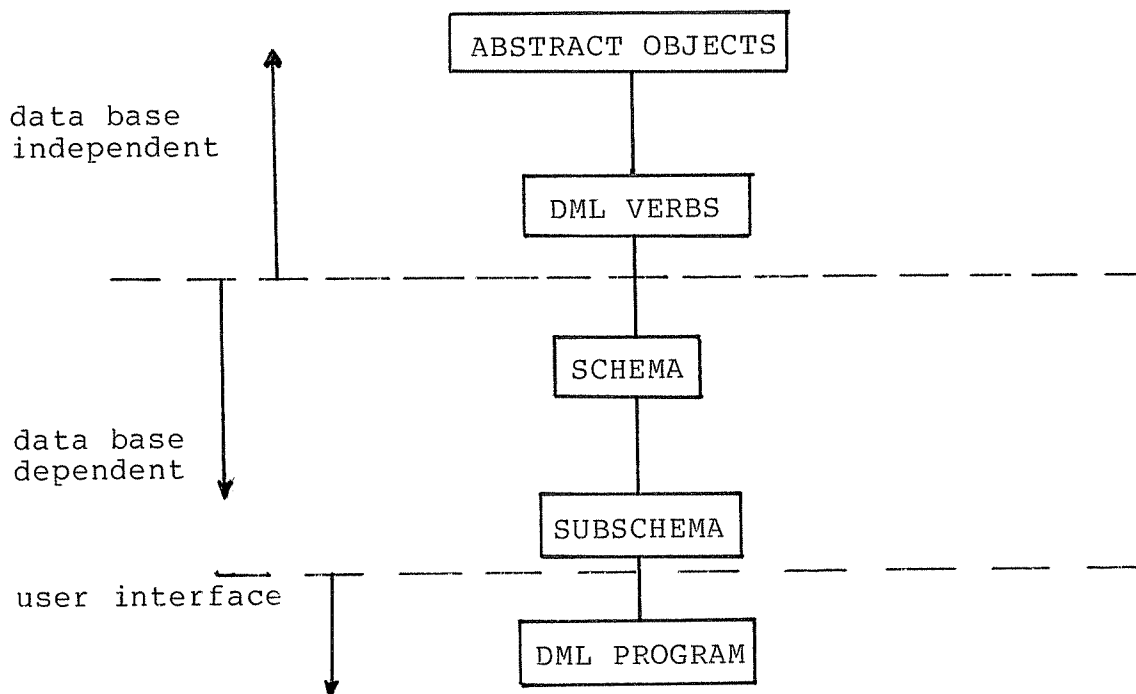 ABSTRACT OBJECTS
data base
independent
DML VERBS
SCHEMA
data base
dependent
SUBSCHEMA
user interface
DML PROGRAM